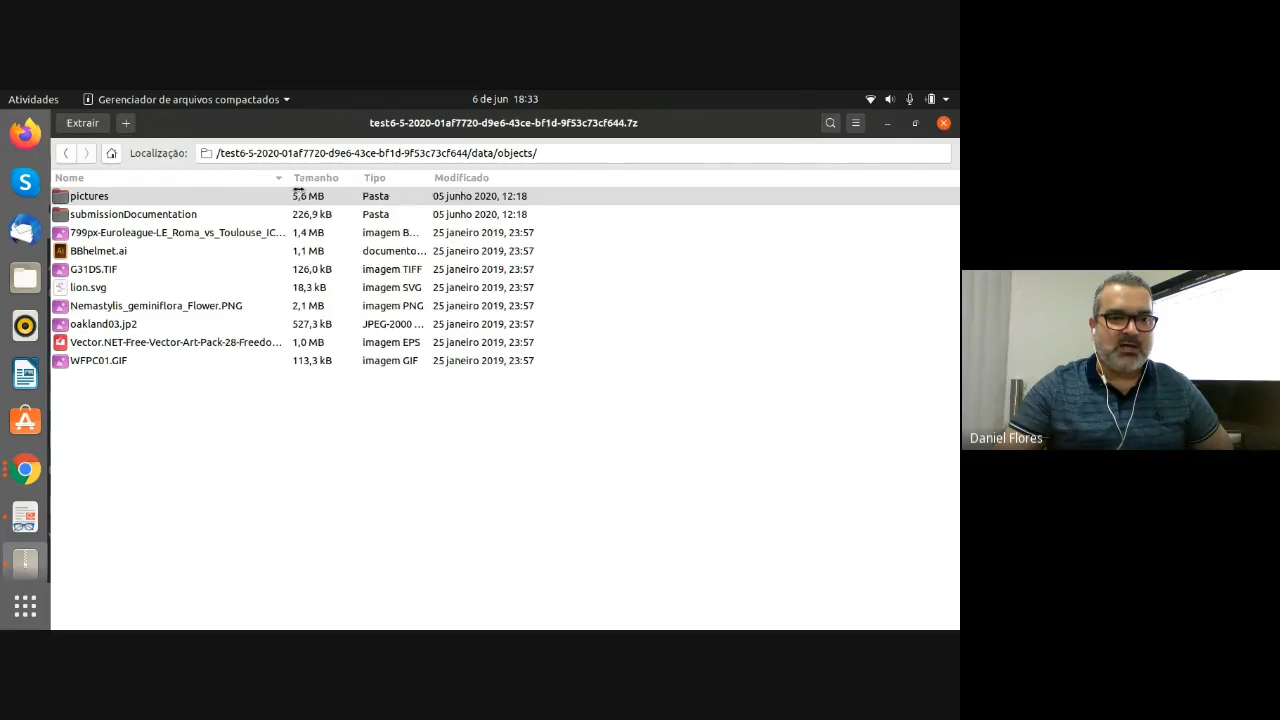 Atividades Gerenciador de arquivos compactados 6 de jun 18:33
Extrair + test6-5-2020-01af7720-d9e6-43ce-bf1d-9f53c73cf644.7z
Localização: /test6-5-2020-01af7720-d9e6-43ce-bf1d-9f53c73cf644/data/objects/
Nome Tamanho Tipo Modificado
pictures 5,6 MB Pasta 05 junho 2020, 12:18
submissionDocumentation 226,9 kB Pasta 05 junho 2020, 12:18
799px-Euroleague-LE_Roma_vs_Toulouse_IC... 1,4 MB imagem B... 25 janeiro 2019, 23:57
Ai BBhelmet.ai 1,1 MB documento... 25 janeiro 2019, 23:57
G31DS.TIF 126,0 kB imagem TIFF 25 janeiro 2019, 23:57
lion.svg 18,3 kB imagem SVG 25 janeiro 2019, 23:57
Nemastylis_geminiflora_Flower.PNG 2,1 MB imagem PNG 25 janeiro 2019, 23:57
oakland03.jp2 527,3 kB JPEG-2000 ... 25 janeiro 2019, 23:57
Vector.NET-Free-Vector-Art-Pack-28-Freedo... 1,0 MB imagem EPS 25 janeiro 2019, 23:57
WFPC01.GIF 113,3 kB imagem GIF 25 janeiro 2019, 23:57
Daniel Flores